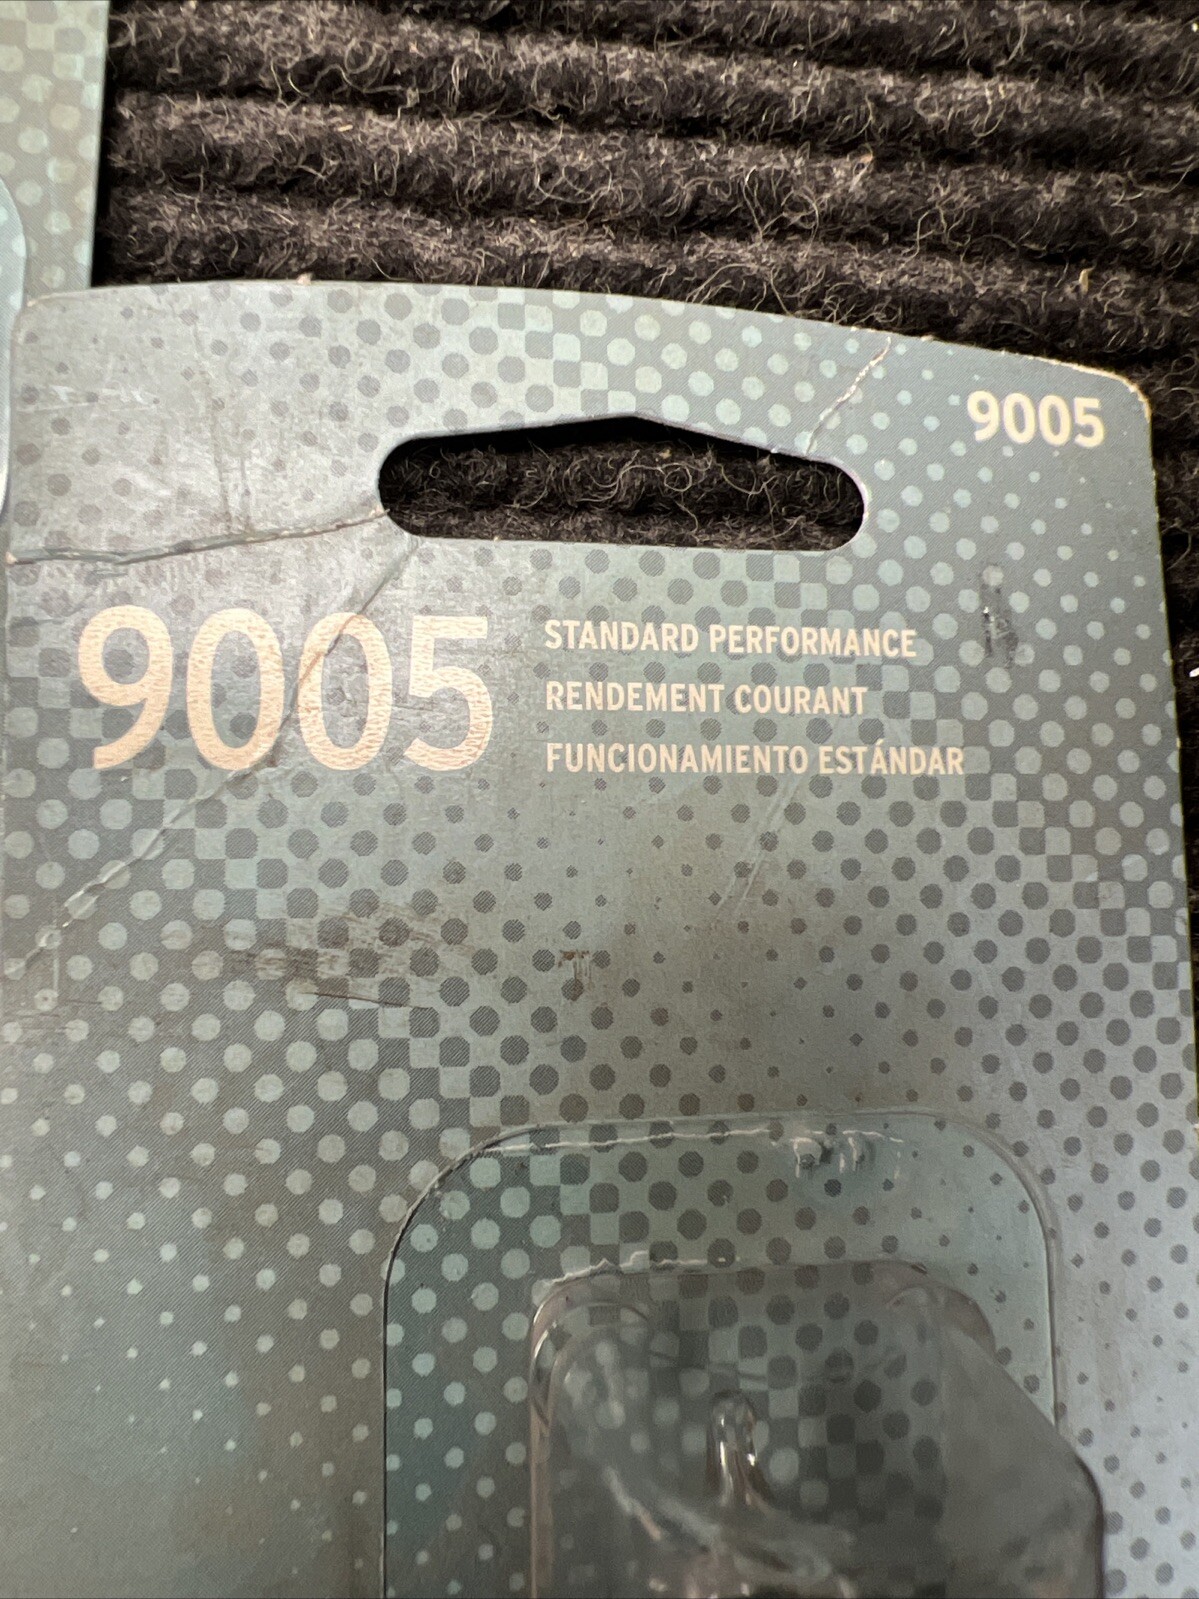 9005
9005
STANDARD PERFORMANCE
RENDEMENT COURANT
FUNCIONAMIENTO ESTÁNDAR